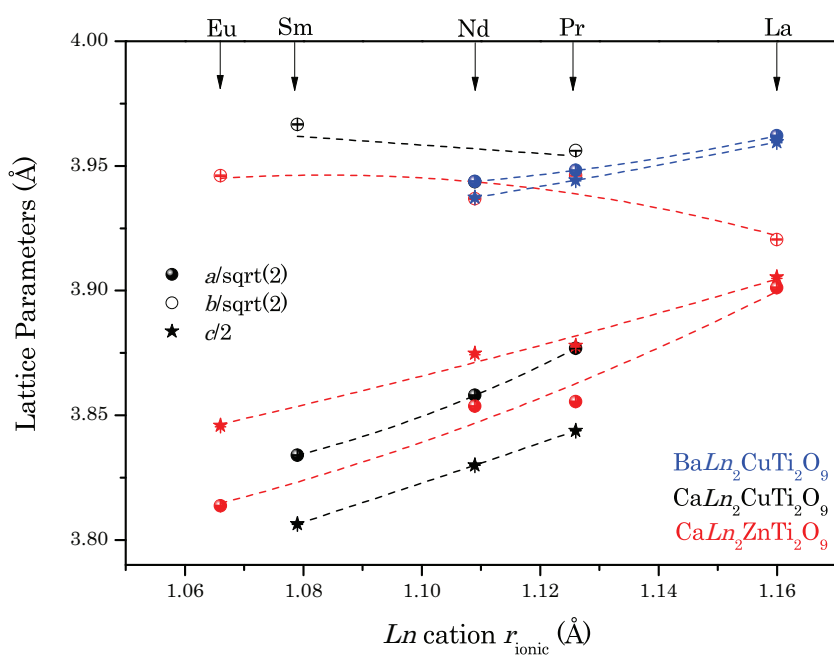 Eu Sm Nd Pr La
4.00
3.95
3.90
3.85
3.80
Lattice Parameters (Å)
a/sqrt(2)
b/sqrt(2)
c/2
BaLn₂CuTi₂O₉
CaLn₂CuTi₂O₉
CaLn₂ZnTi₂O₉
1.06 1.08 1.10 1.12 1.14 1.16
Ln cation r_ionic (Å)